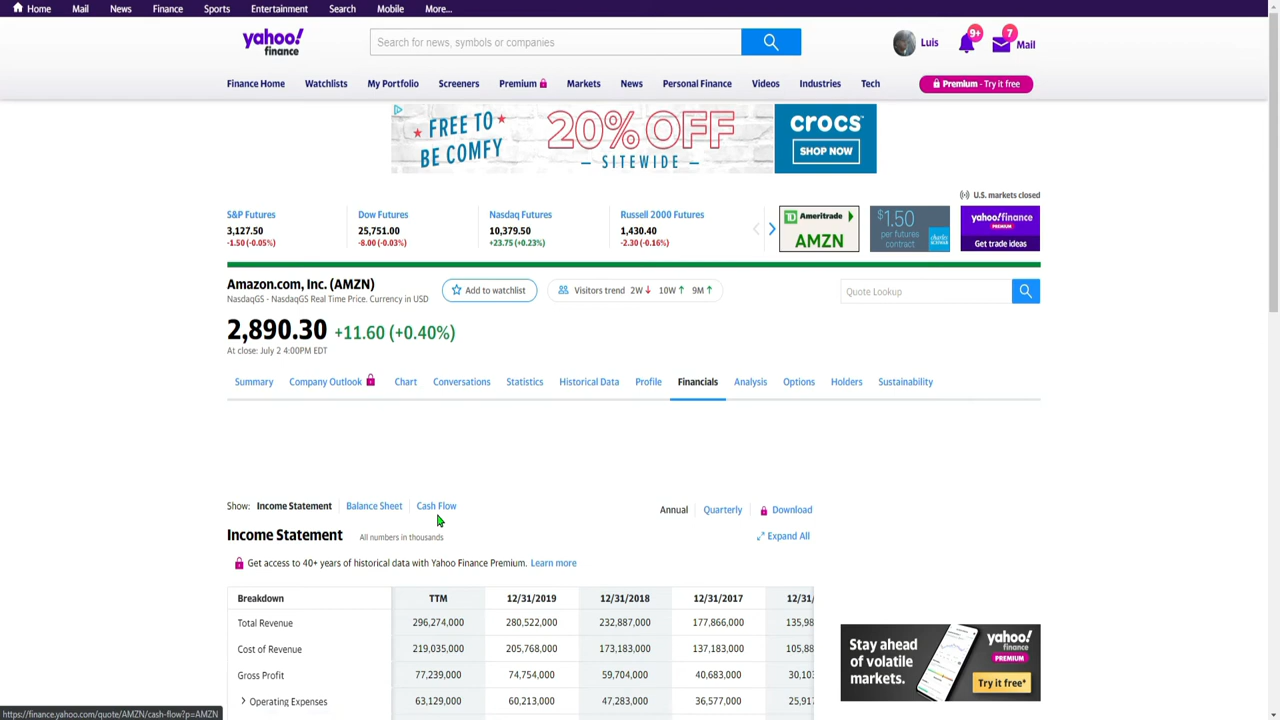 Home Mail News Finance Sports Entertainment Search Mobile More...
yahoo! finance
Search for news, symbols or companies
Luis 9+ 7 Mail
Finance Home Watchlists My Portfolio Screeners Premium Markets News Personal Finance Videos Industries Tech Premium - Try it free
FREE TO BE COMFY
20% OFF
SITEWIDE
crocs™
SHOP NOW
U.S. markets closed
S&P Futures
3,127.50
-1.50 (-0.05%)
Dow Futures
25,751.00
-8.00 (-0.03%)
Nasdaq Futures
10,379.50
+23.75 (+0.23%)
Russell 2000 Futures
1,430.40
-2.30 (-0.16%)
TD Ameritrade
AMZN
$1.50
per futures
contract
charles
SCHWAB
yahoo!finance
PREMIUM
Get trade ideas
Amazon.com, Inc. (AMZN)
NasdaqGS - NasdaqGS Real Time Price. Currency in USD
Add to watchlist
Visitors trend 2W 10W 9M
Quote Lookup
2,890.30 +11.60 (+0.40%)
At close: July 2 4:00PM EDT
Summary Company Outlook Chart Conversations Statistics Historical Data Profile Financials Analysis Options Holders Sustainability
Show: Income Statement Balance Sheet Cash Flow
Annual Quarterly Download
Income Statement All numbers in thousands
Expand All
Get access to 40+ years of historical data with Yahoo Finance Premium. Learn more
Breakdown TTM 12/31/2019 12/31/2018 12/31/2017 12/31/
Total Revenue 296,274,000 280,522,000 232,887,000 177,866,000 135,98
Cost of Revenue 219,035,000 205,768,000 173,183,000 137,183,000 105,88
Gross Profit 77,239,000 74,754,000 59,704,000 40,683,000 30,103
Operating Expenses 63,129,000 60,213,000 47,283,000 36,577,000 25,917
Stay ahead
of volatile
markets.
yahoo!
finance
PREMIUM
Try it free*
https://finance.yahoo.com/quote/AMZN/cash-flow?p=AMZN